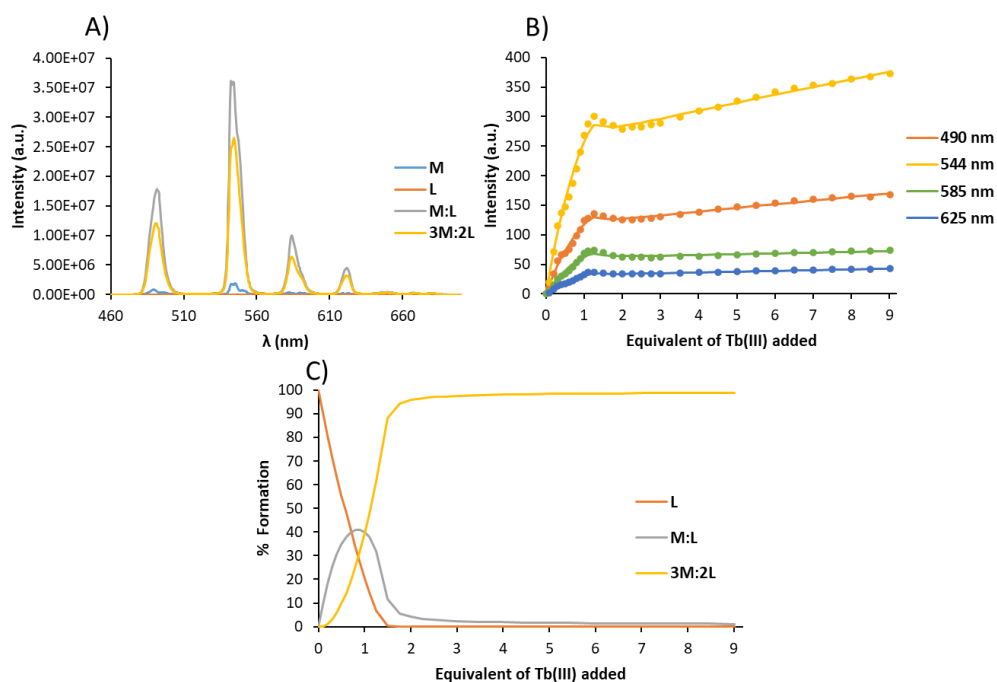 A)
Intensity (a.u.)
4.00E+07
3.50E+07
3.00E+07
2.50E+07
2.00E+07
1.50E+07
1.00E+07
5.00E+06
0.00E+00
460 510 560 610 660
λ (nm)
M
L
M:L
3M:2L
B)
Intensity (a.u.)
400
350
300
250
200
150
100
50
0
0 1 2 3 4 5 6 7 8 9
Equivalent of Tb(III) added
490 nm
544 nm
585 nm
625 nm
C)
% Formation
100
90
80
70
60
50
40
30
20
10
0
0 1 2 3 4 5 6 7 8 9
Equivalent of Tb(III) added
L
M:L
3M:2L